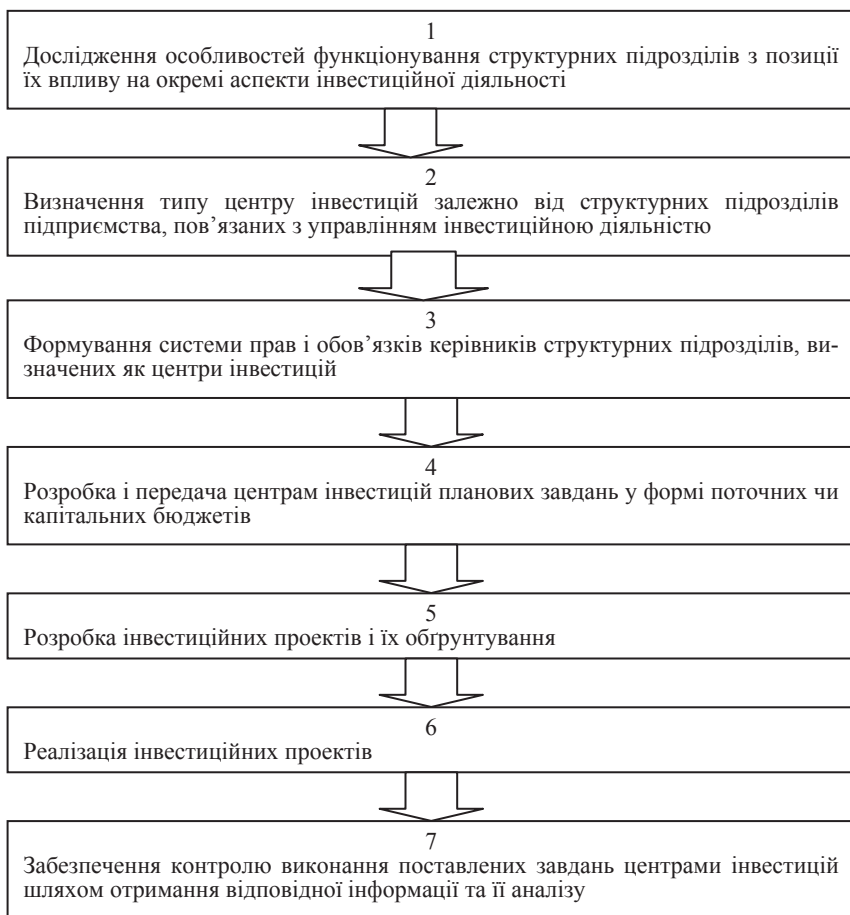 1
Дослідження особливостей функціонування структурних підрозділів з позиції
їх впливу на окремі аспекти інвестиційної діяльності
2
Визначення типу центру інвестицій залежно від структурних підрозділів
підприємства, пов’язаних з управлінням інвестиційною діяльністю
3
Формування системи прав і обов’язків керівників структурних підрозділів, ви-
значених як центри інвестицій
4
Розробка і передача центрам інвестицій планових завдань у формі поточних чи
капітальних бюджетів
5
Розробка інвестиційних проектів і їх обґрунтування
6
Реалізація інвестиційних проектів
7
Забезпечення контролю виконання поставлених завдань центрами інвестицій
шляхом отримання відповідної інформації та її аналізу